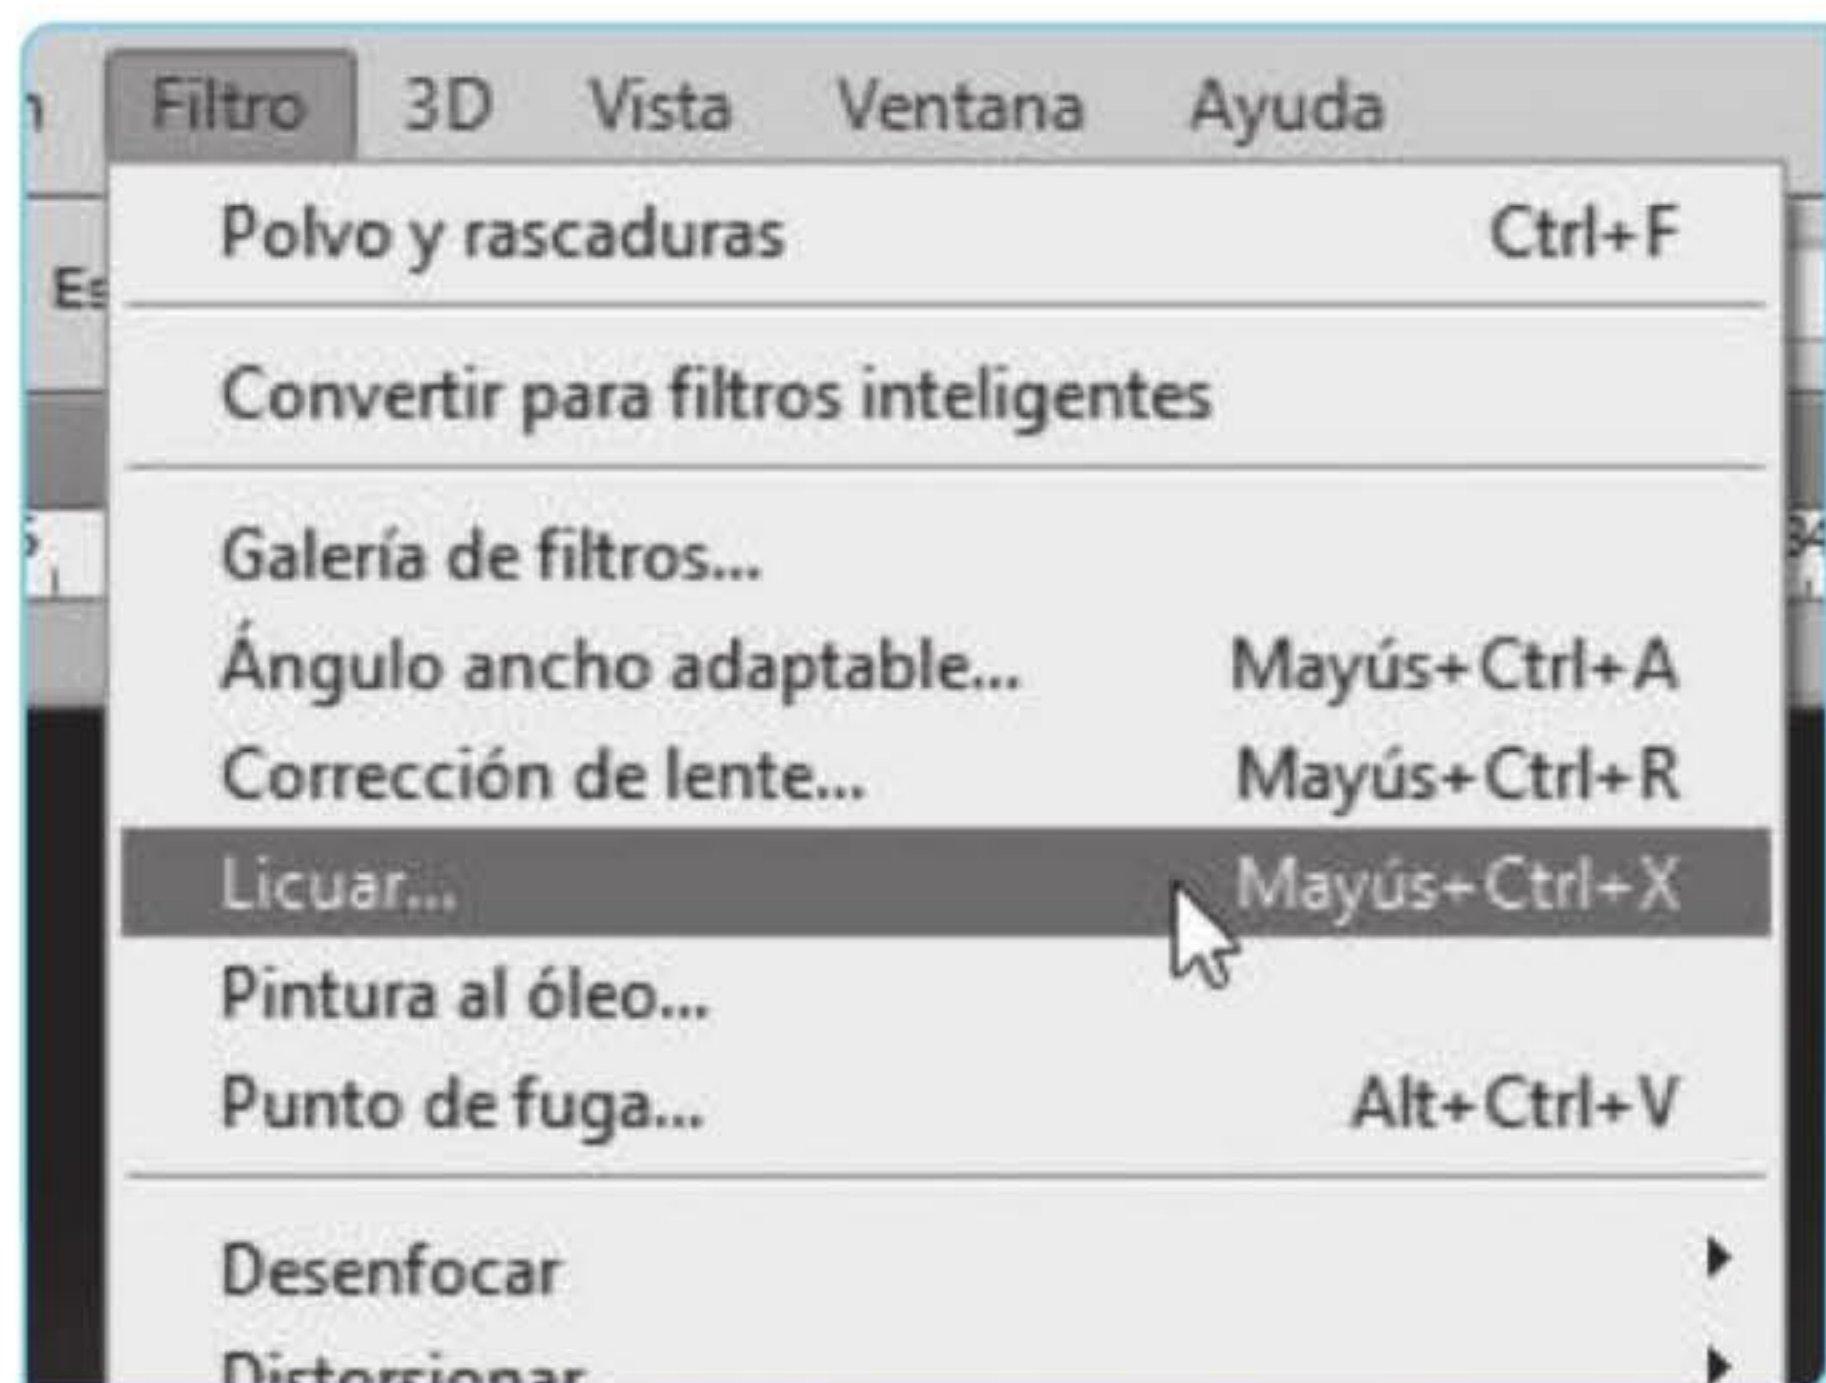 Filtro 3D Vista Ventana Ayuda
Polvo y rascaduras Ctrl+F
Convertir para filtros inteligentes
Galería de filtros...
Ángulo ancho adaptable... Mayús+Ctrl+A
Corrección de lente... Mayús+Ctrl+R
Licuar... Mayús+Ctrl+X
Pintura al óleo...
Punto de fuga... Alt+Ctrl+V
Desenfocar
Distorsionar